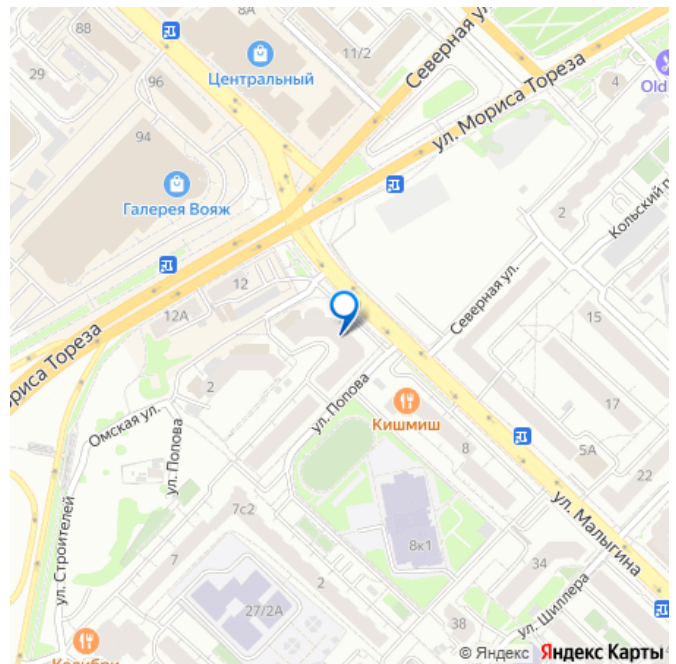 88
8А
29
96
Центральный
11/2
Северная ул.
4
Old
94
ул. Мориса Тореза
Галерея Вояж
2
Кольский п
12
12А
Северная ул.
15
риса Тореза
2
ул. Попова
Кишмиш
17
Омская ул.
ул. Попова
8
5А
22
7с2
ул. Строителей
ул. Малыгина
7
8к1
34
2
27/2А
38
ул. Шиллера
Колибри
© Яндекс Яндекс Карты